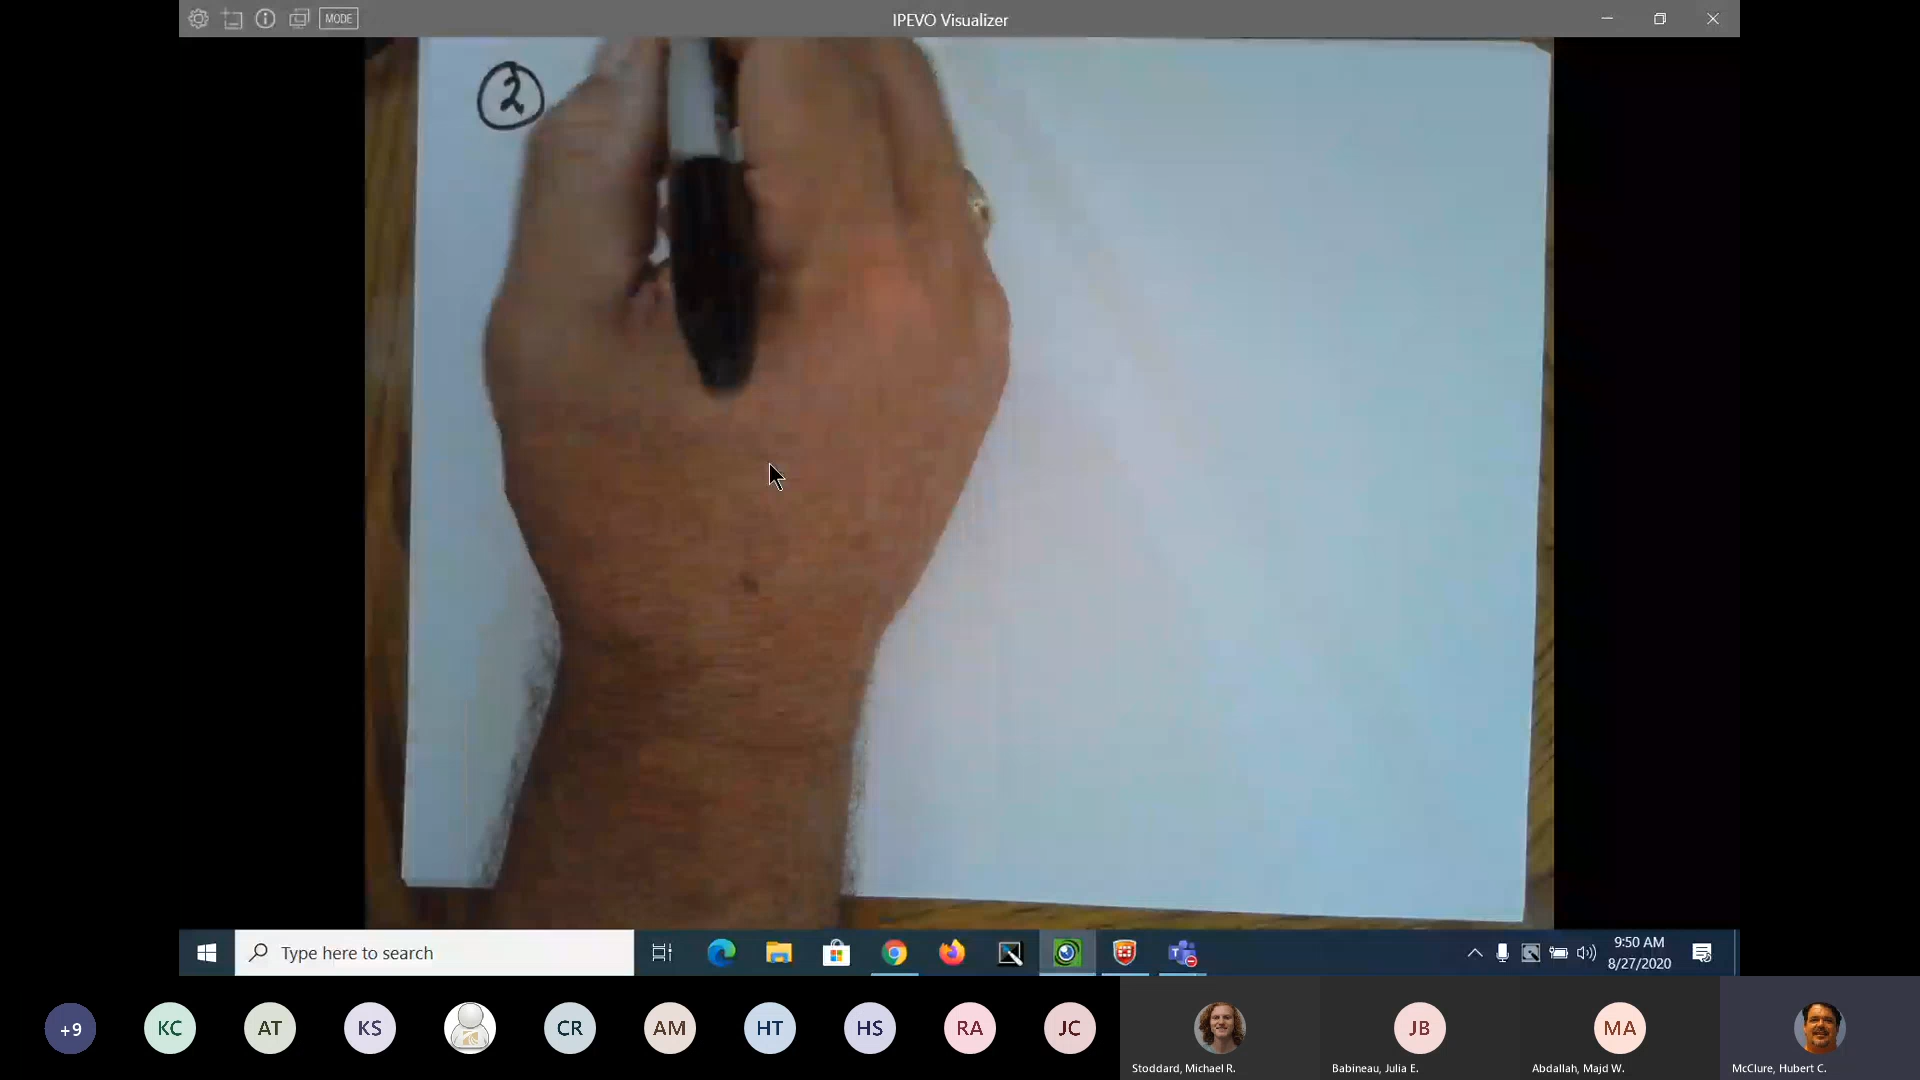 MODE
IPEVO Visualizer
2
Type here to search
9:50 AM
8/27/2020
+9
KC
AT
KS
CR
AM
HT
HS
RA
JC
JB
MA
Stoddard, Michael R.
Babineau, Julia E.
Abdallah, Majd W.
McClure, Hubert C.